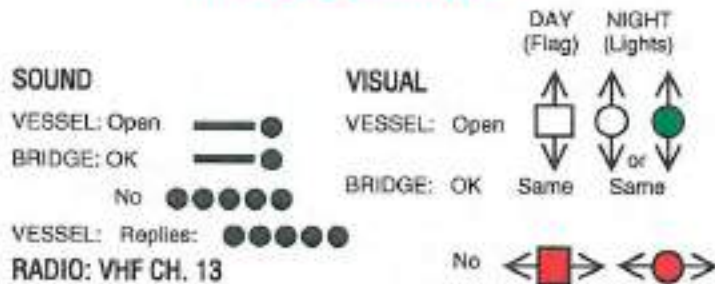 DAY NIGHT
(Flag) (Lights)
SOUND VISUAL
VESSEL: Open VESSEL: Open
BRIDGE: OK
or
No BRIDGE: OK Same Same
VESSEL: Replies:
RADIO: VHF CH. 13 No